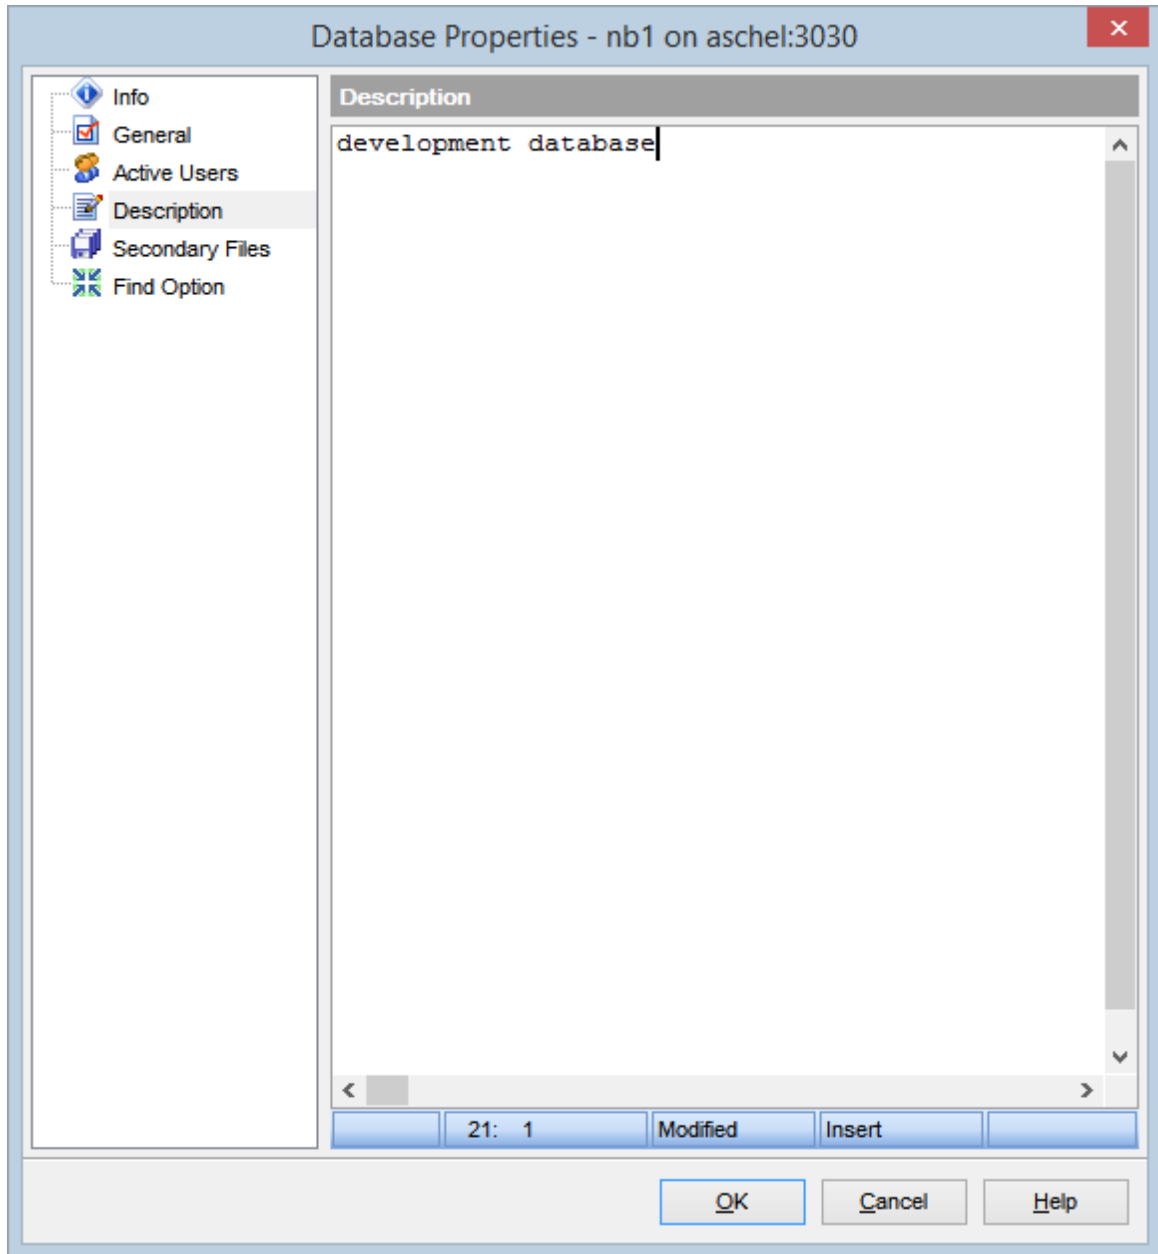 Database Properties - nb1 on aschel:3030
Info
General
Active Users
Description
Secondary Files
Find Option
Description
development database
21: 1
Modified
Insert
OK
Cancel
Help